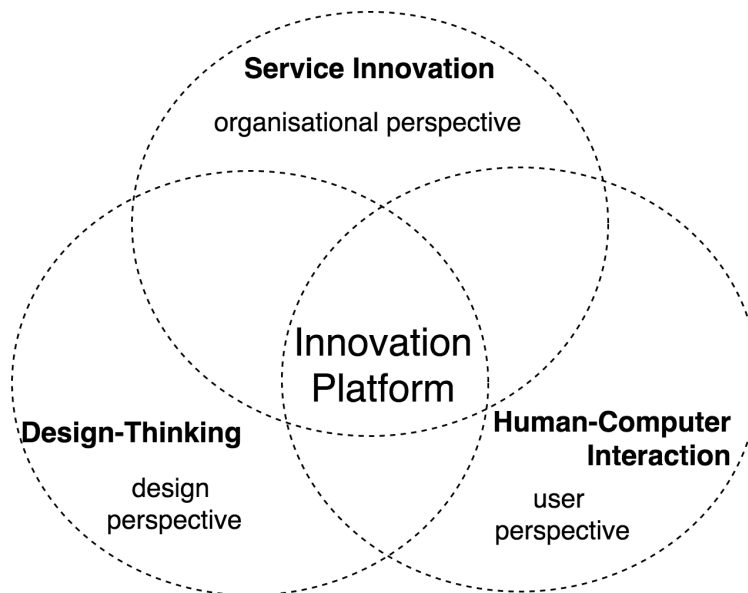 Service Innovation
organisational perspective
Innovation
Platform
Design-Thinking
design
perspective
Human-Computer
Interaction
user
perspective